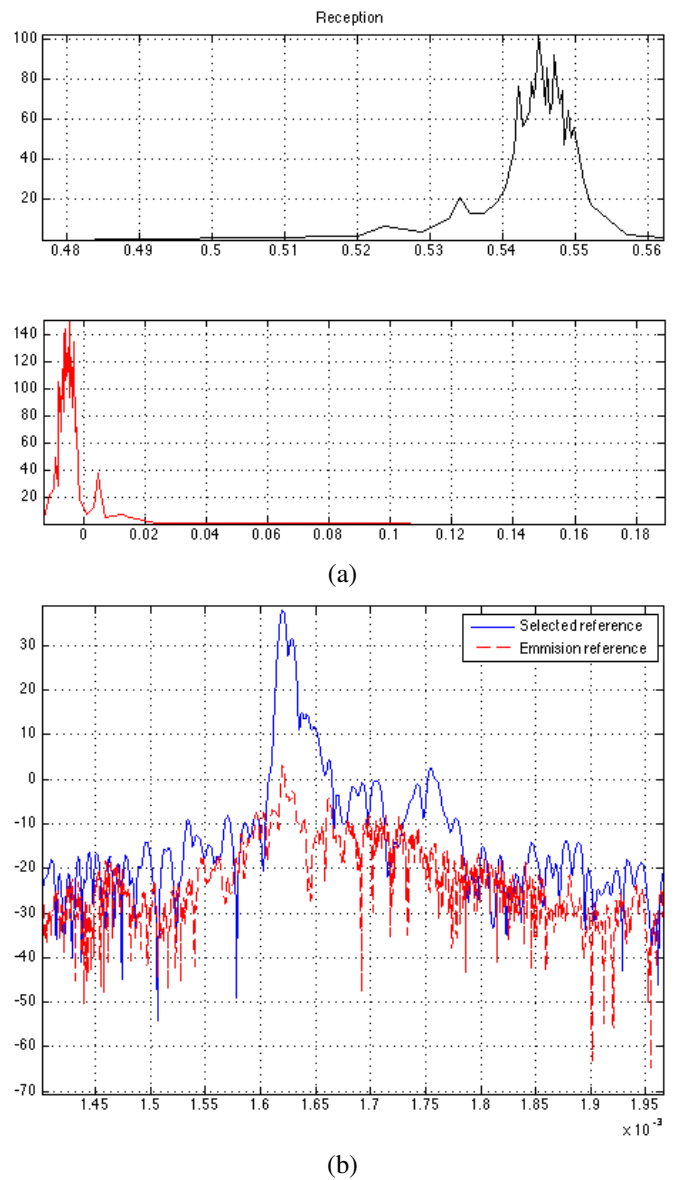 Reception
100
80
60
40
20
0.48 0.49 0.5 0.51 0.52 0.53 0.54 0.55 0.56
140
120
100
80
60
40
20
0 0.02 0.04 0.06 0.08 0.1 0.12 0.14 0.16 0.18
(a)
Selected reference
Emmision reference
30
20
10
0
-10
-20
-30
-40
-50
-60
-70
1.45 1.5 1.55 1.6 1.65 1.7 1.75 1.8 1.85 1.9 1.95
x 10⁻³
(b)